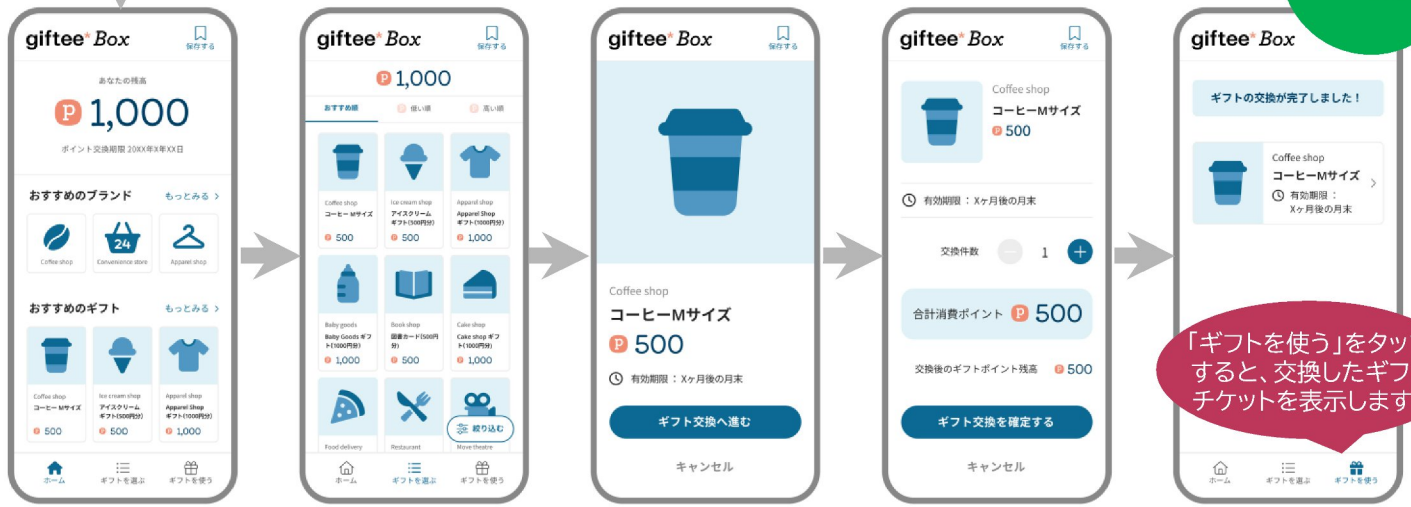 giftee* Box
保存する
あなたの残高
P 1,000
ポイント交換期限 20XX年X年XX日
おすすめのブランド
もっとみる >
Coffee shop
Convenience store
Apparel shop
24
おすすめのギフト
もっとみる >
Coffee shop
コーヒー Mサイズ
P 500
Ice cream shop
アイスクリーム
ギフト(500円分)
P 500
Apparel shop
Apparel Shop
ギフト(1000円分)
P 1,000
ホーム
ギフトを選ぶ
ギフトを使う
giftee* Box
保存する
P 1,000
おすすめ順
P 低い順
P 高い順
Coffee shop
コーヒー Mサイズ
P 500
Ice cream shop
アイスクリーム
ギフト(500円分)
P 500
Apparel shop
Apparel Shop
ギフト(1000円分)
P 1,000
Baby goods
Baby Goods ギフ
ト(1000円分)
P 1,000
Book shop
図書カード(500円
分)
P 500
Cake shop
Cake shop ギフ
ト(1000円分)
P 1,000
Food delivery
Restaurant
Move theatre
絞り込む
ホーム
ギフトを選ぶ
ギフトを使う
giftee* Box
保存する
Coffee shop
コーヒーMサイズ
P 500
有効期限：Xヶ月後の月末
ギフト交換へ進む
キャンセル
giftee* Box
保存する
Coffee shop
コーヒーMサイズ
P 500
有効期限：Xヶ月後の月末
交換件数
1
合計消費ポイント P 500
交換後のギフトポイント残高 P 500
ギフト交換を確定する
キャンセル
giftee* Box
ギフトの交換が完了しました！
Coffee shop
コーヒーMサイズ
有効期限：
Xヶ月後の月末
「ギフトを使う」をタッ
すると、交換したギフ
チケットを表示します
ホーム
ギフトを選ぶ
ギフトを使う